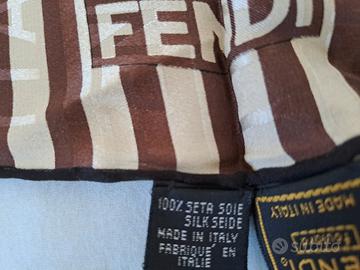 FENDI
100% SETA SOIE
SILK SEIDE
MADE IN ITALY
FABRIQUE EN
ITALIE
MADE IN ITALY
FENDI
subito